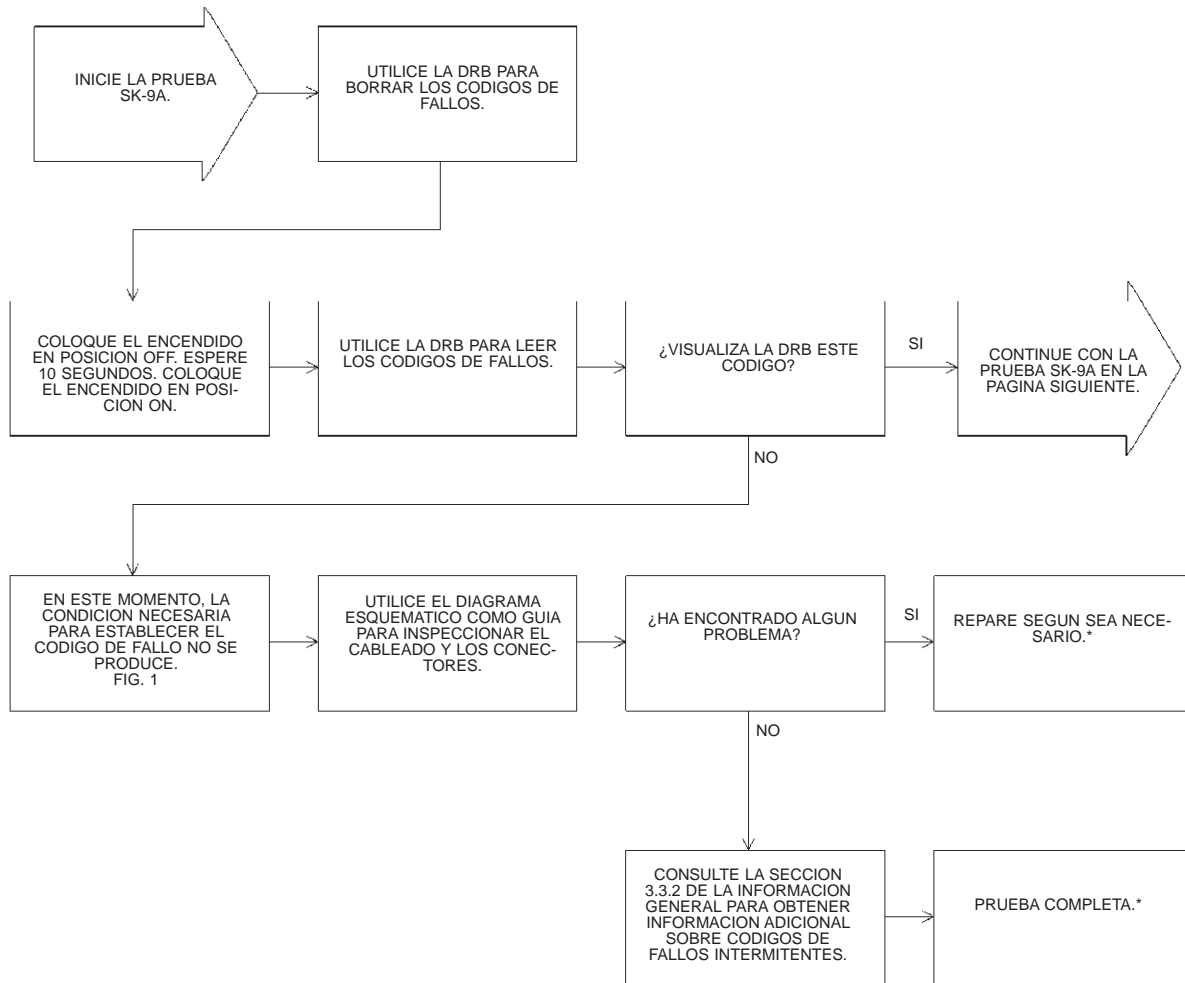 INICIE LA PRUEBA
SK-9A.
UTILICE LA DRB PARA
BORRAR LOS CODIGOS DE
FALLOS.
COLOQUE EL ENCENDIDO
EN POSICION OFF. ESPERE
10 SEGUNDOS. COLOQUE
EL ENCENDIDO EN POSI-
CION ON.
UTILICE LA DRB PARA LEER
LOS CODIGOS DE FALLOS.
¿VISUALIZA LA DRB ESTE
CODIGO?
SI
CONTINUE CON LA
PRUEBA SK-9A EN LA
PAGINA SIGUIENTE.
NO
EN ESTE MOMENTO, LA
CONDICION NECESARIA
PARA ESTABLECER EL
CODIGO DE FALLO NO SE
PRODUCE.
FIG. 1
UTILICE EL DIAGRAMA
ESQUEMATICO COMO GUIA
PARA INSPECCIONAR EL
CABLEADO Y LOS CONEC-
TORES.
¿HA ENCONTRADO ALGUN
PROBLEMA?
SI
REPARE SEGUN SEA NECE-
SARIO.*
NO
CONSULTE LA SECCION
3.3.2 DE LA INFORMACION
GENERAL PARA OBTENER
INFORMACION ADICIONAL
SOBRE CODIGOS DE
FALLOS INTERMITENTES.
PRUEBA COMPLETA.*